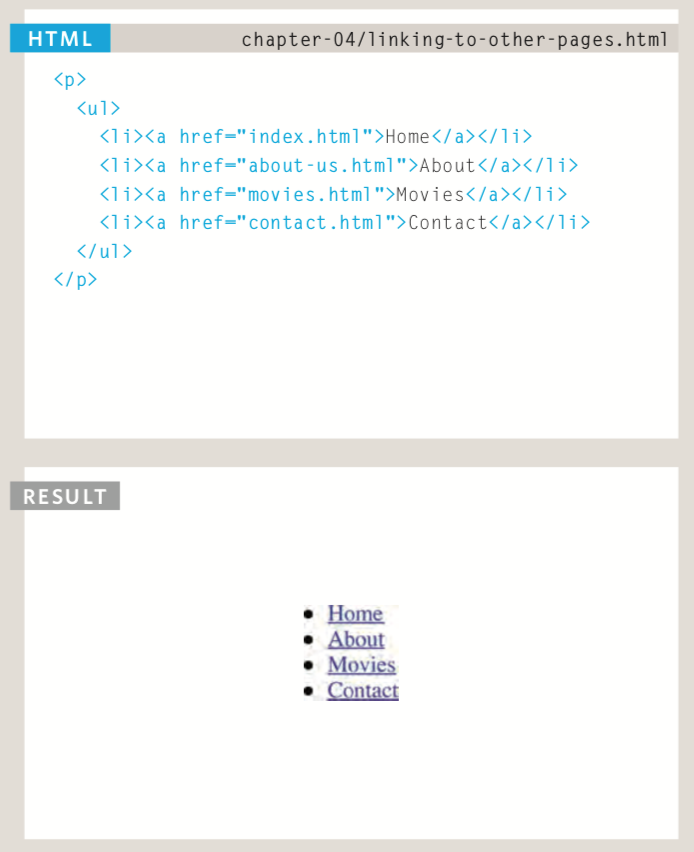 HTML chapter-04/linking-to-other-pages.html
<p>
<ul>
<li><a href="index.html">Home</a></li>
<li><a href="about-us.html">About</a></li>
<li><a href="movies.html">Movies</a></li>
<li><a href="contact.html">Contact</a></li>
</ul>
</p>
RESULT
• Home
• About
• Movies
• Contact